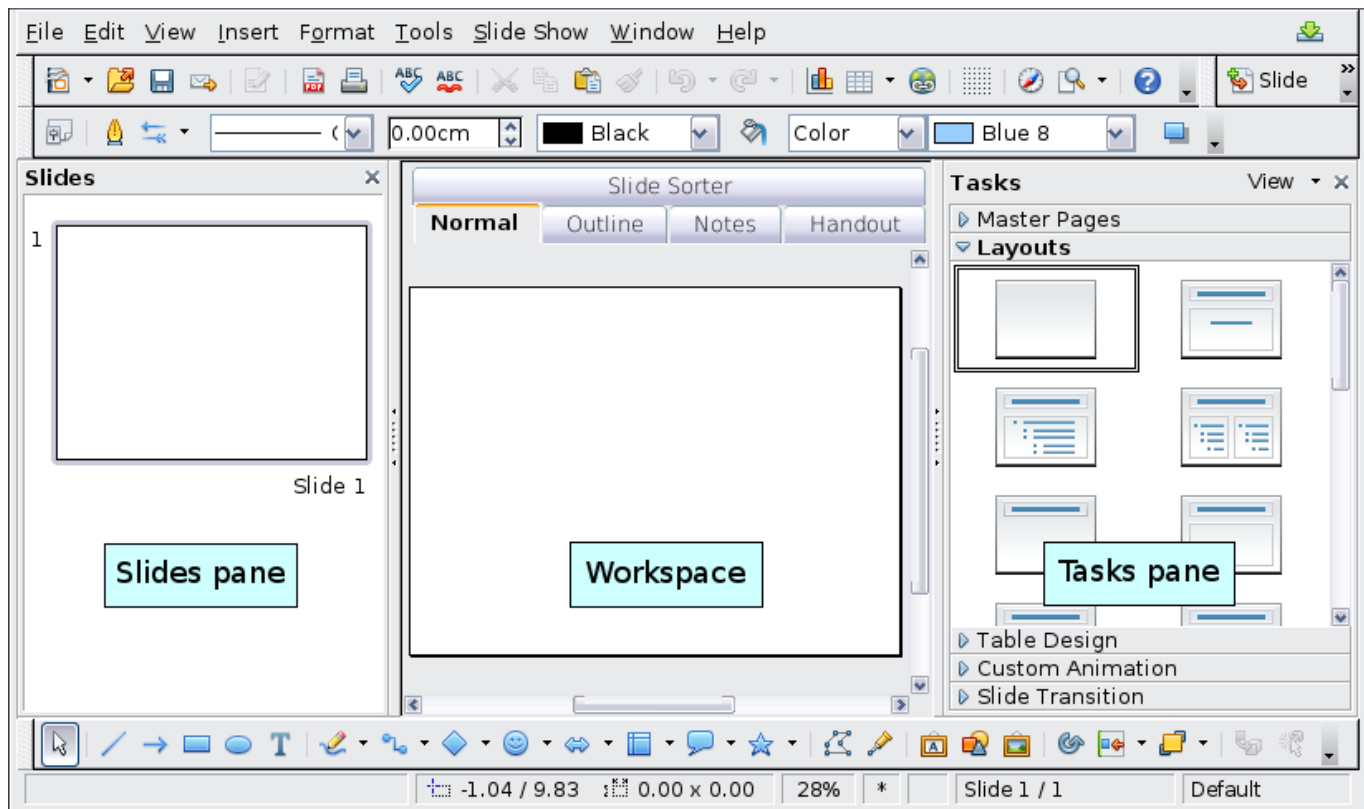 File Edit View Insert Format Tools Slide Show Window Help
ABC ABC Slide »
0.00cm Black Color Blue 8
Slides
Slide Sorter
Tasks View
Normal Outline Notes Handout
Master Pages
Layouts
1
Slide 1
Slides pane
Workspace
Tasks pane
Table Design
Custom Animation
Slide Transition
T A
-1.04 / 9.83 0.00 x 0.00 28% * Slide 1 / 1 Default